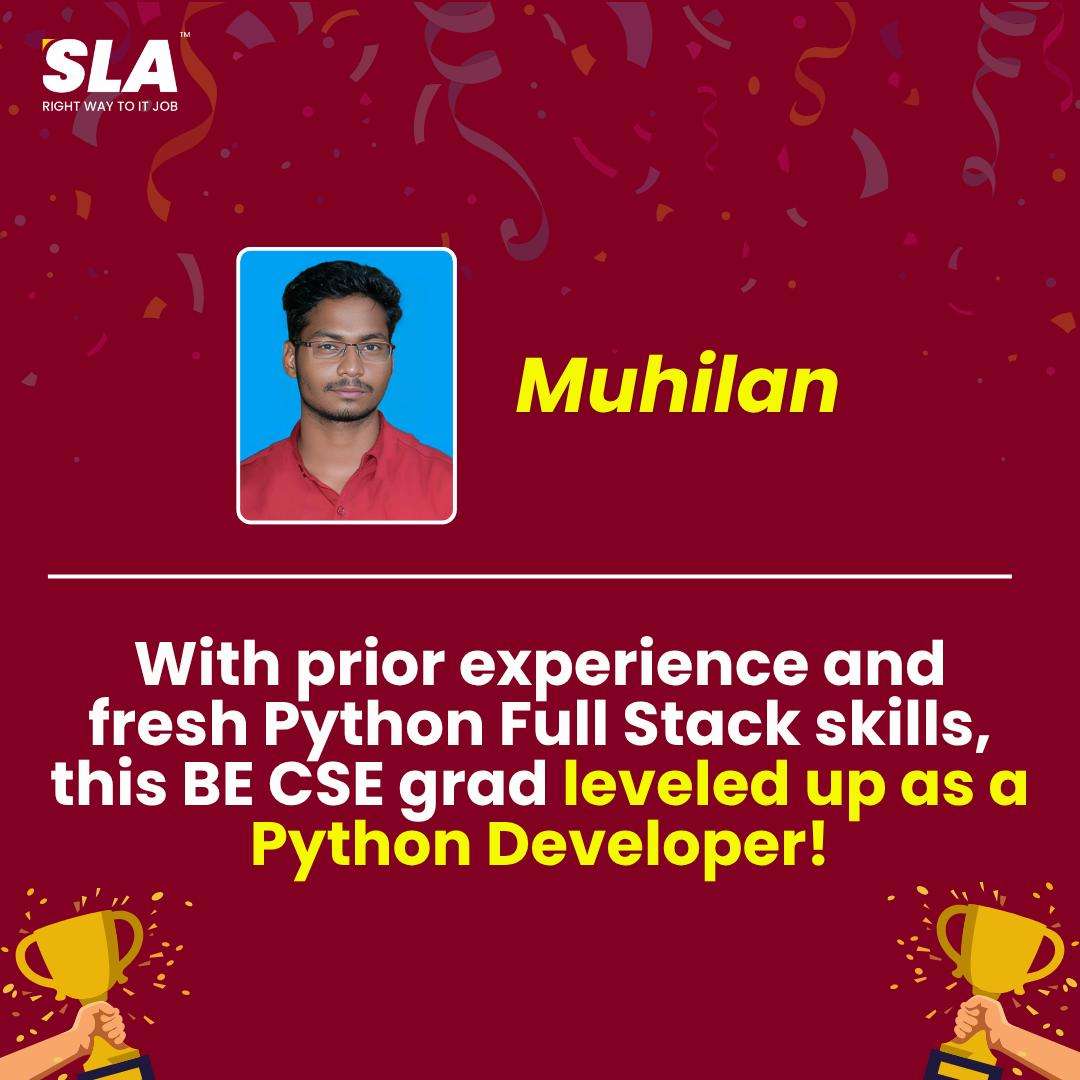 SLA™
RIGHT WAY TO IT JOB
Muhilan
With prior experience and
fresh Python Full Stack skills,
this BE CSE grad leveled up as a
Python Developer!